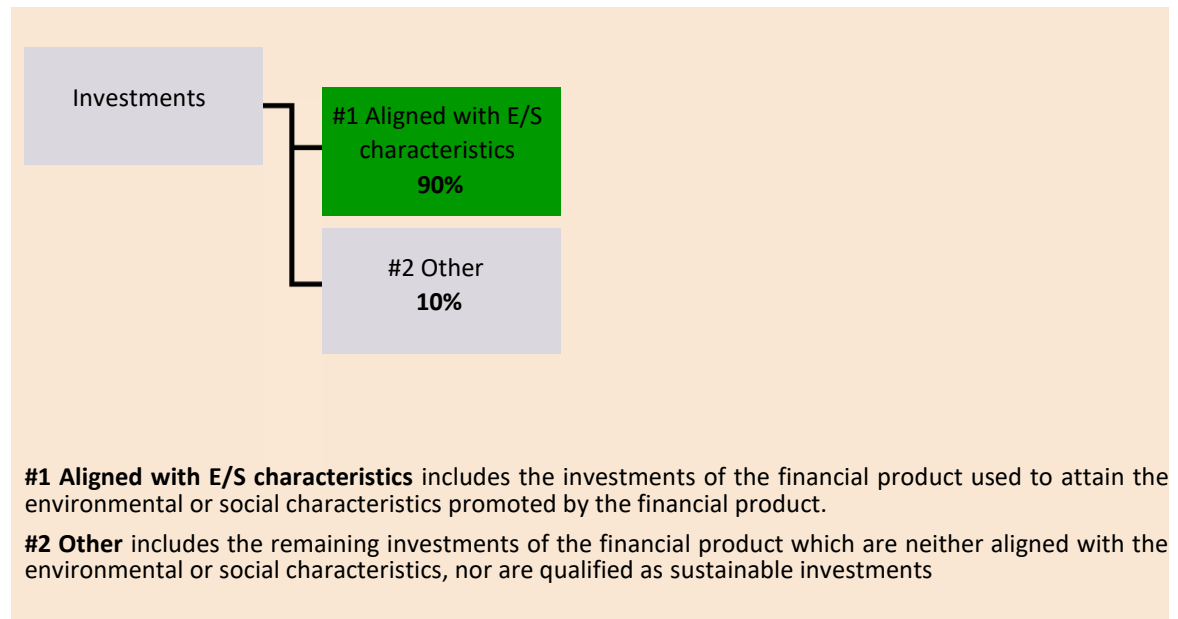 Investments
#1 Aligned with E/S
characteristics
90%
#2 Other
10%
#1 Aligned with E/S characteristics includes the investments of the financial product used to attain the
environmental or social characteristics promoted by the financial product.
#2 Other includes the remaining investments of the financial product which are neither aligned with the
environmental or social characteristics, nor are qualified as sustainable investments